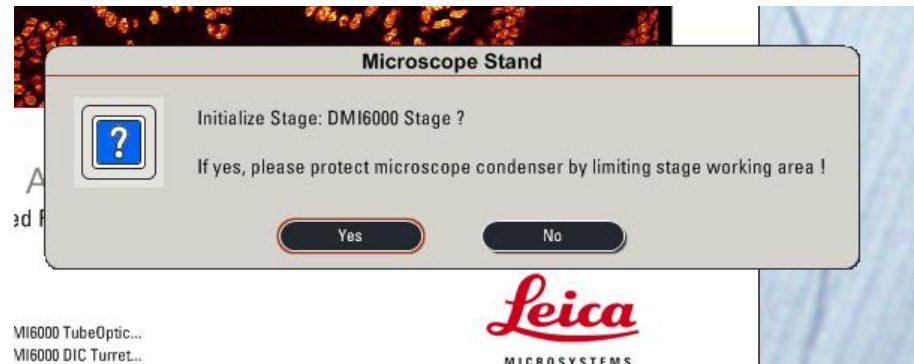 Microscope Stand
Initialize Stage: DMI6000 Stage ?
If yes, please protect microscope condenser by limiting stage working area !
A
ed F
Yes No
Leica
MI6000 TubeOptic...
MI6000 DIC Turret...
MICROSYSTEMS